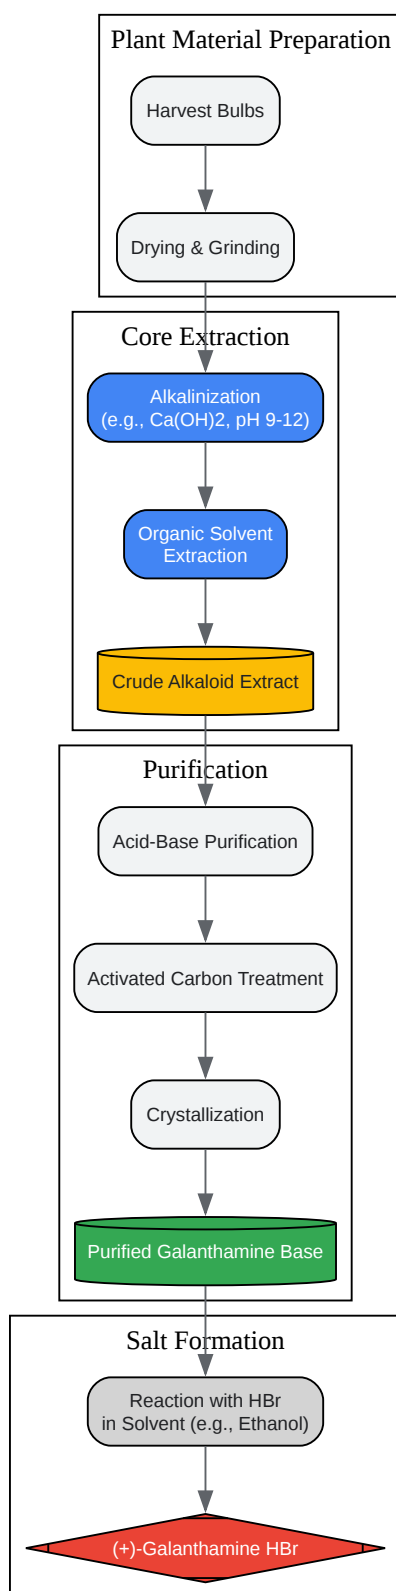 Plant Material Preparation
Harvest Bulbs
Drying & Grinding
Core Extraction
Alkalinization
(e.g., Ca(OH)2, pH 9-12)
Organic Solvent
Extraction
Crude Alkaloid Extract
Purification
Acid-Base Purification
Activated Carbon Treatment
Crystallization
Purified Galanthamine Base
Salt Formation
Reaction with HBr
in Solvent (e.g., Ethanol)
(+)-Galanthamine HBr